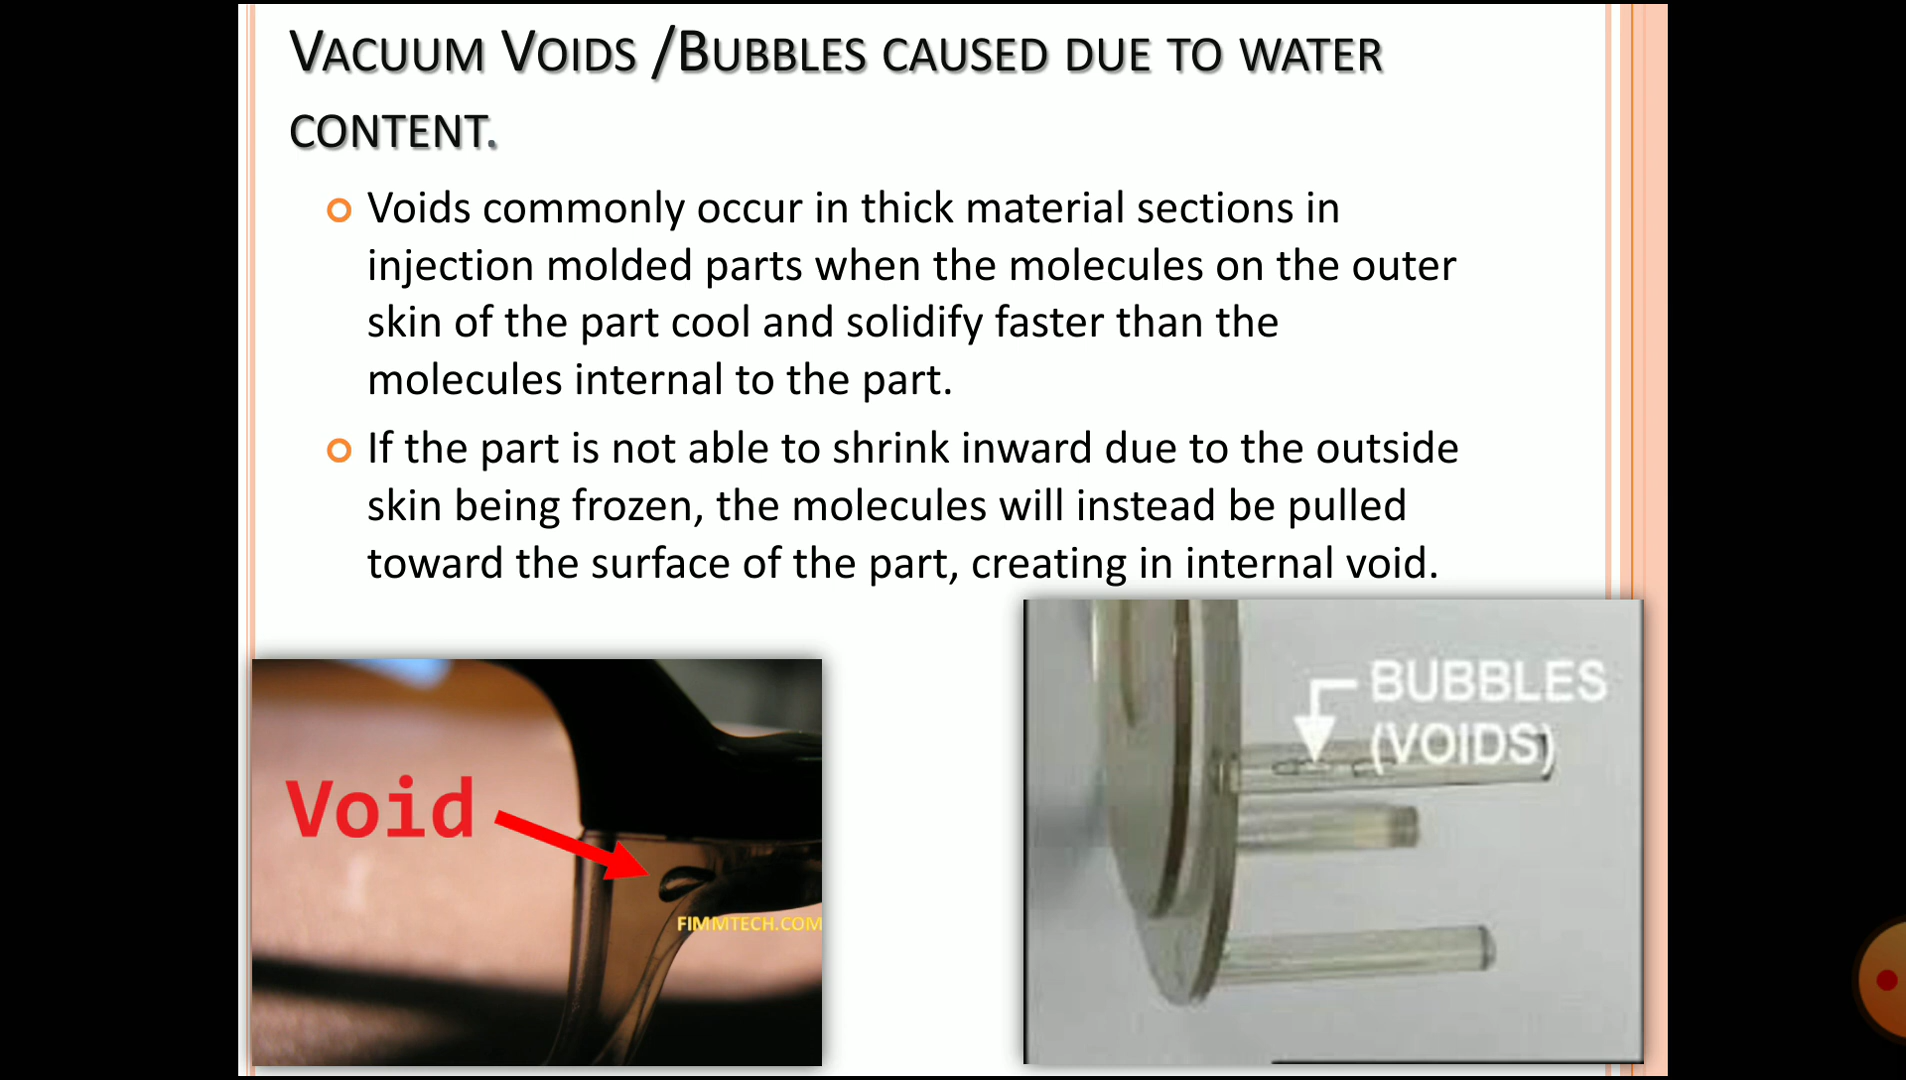 VACUUM VOIDS /BUBBLES CAUSED DUE TO WATER
CONTENT.
Voids commonly occur in thick material sections in
injection molded parts when the molecules on the outer
skin of the part cool and solidify faster than the
molecules internal to the part.
If the part is not able to shrink inward due to the outside
skin being frozen, the molecules will instead be pulled
toward the surface of the part, creating in internal void.
Void
FIMMTECH.COM
BUBBLES
(VOIDS)